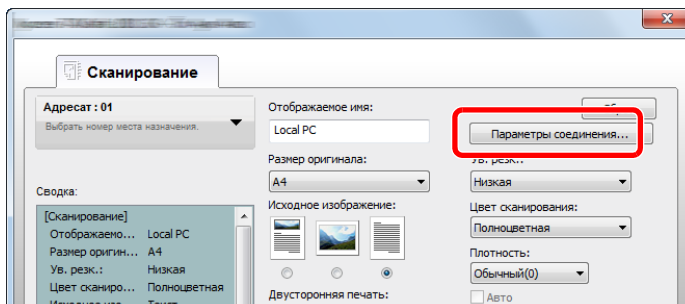 Сканирование
Адресат : 01
Выбрать номер места назначения.
Сводка:
[Сканирование]
Отображаемо... Local PC
Размер оригин... A4
Ув. резк.: Низкая
Цвет сканиро... Полноцветная
Отображаемое имя:
Local PC
Размер оригинала:
A4
Исходное изображение:
Двусторонняя печать:
Параметры соединения...
Ув. резк.:
Низкая
Цвет сканирования:
Полноцветная
Плотность:
Обычный(0)
Авто